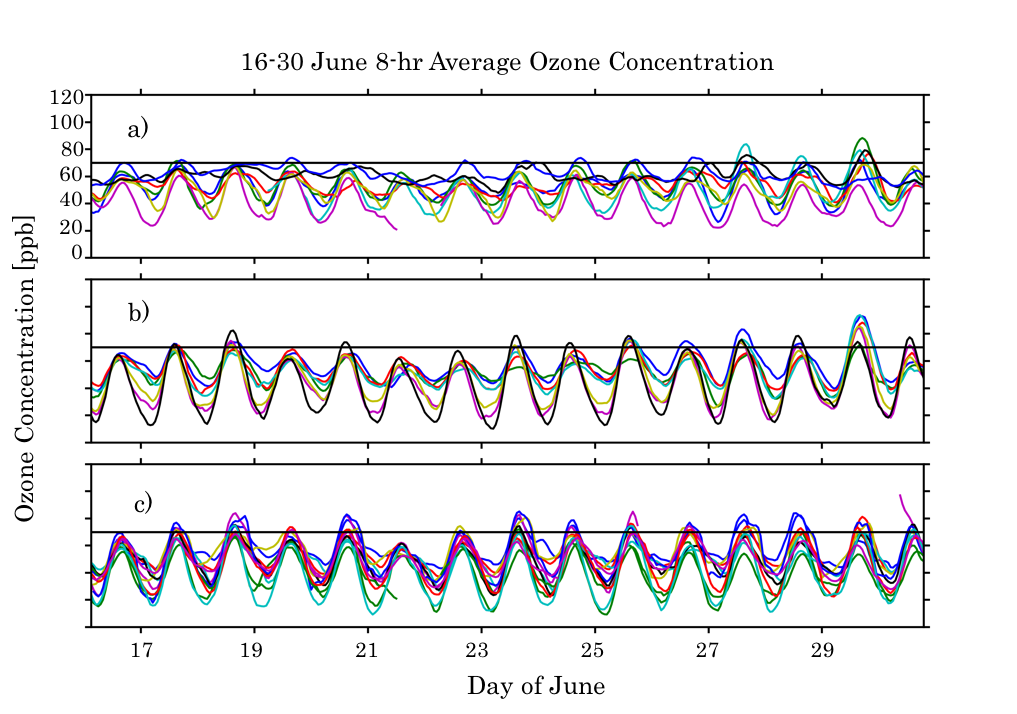 16-30 June 8-hr Average Ozone Concentration
120
100
80
60
40
20
0
a)
b)
c)
Ozone Concentration [ppb]
17 19 21 23 25 27 29
Day of June